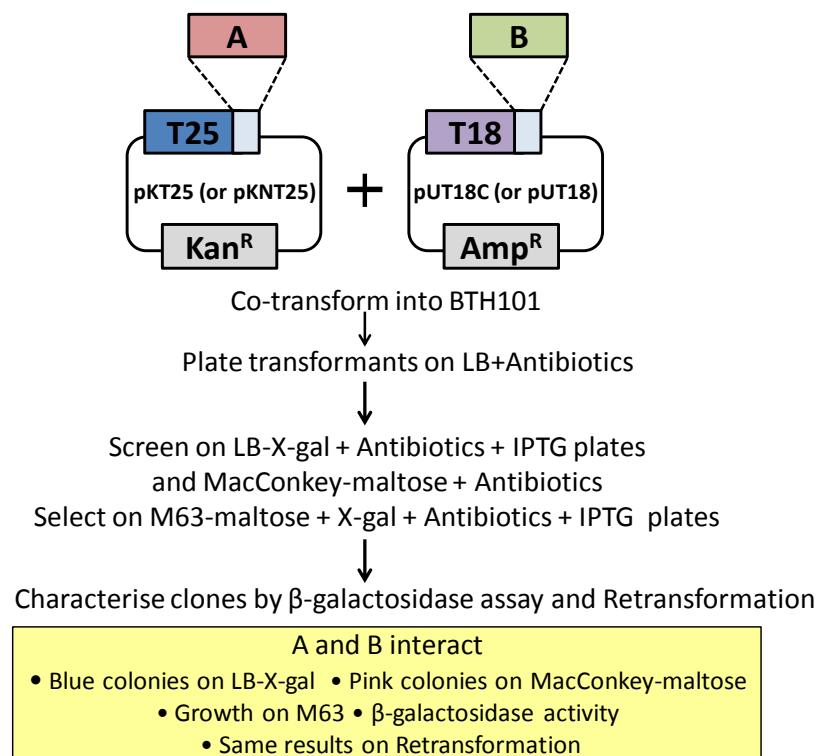 A B
T25 T18
pKT25 (or pKNT25) + pUT18C (or pUT18)
Kan^R Amp^R
Co-transform into BTH101
Plate transformants on LB+Antibiotics
Screen on LB-X-gal + Antibiotics + IPTG plates
and MacConkey-maltose + Antibiotics
Select on M63-maltose + X-gal + Antibiotics + IPTG plates
Characterise clones by β-galactosidase assay and Retransformation
A and B interact
• Blue colonies on LB-X-gal • Pink colonies on MacConkey-maltose
• Growth on M63 • β-galactosidase activity
• Same results on Retransformation